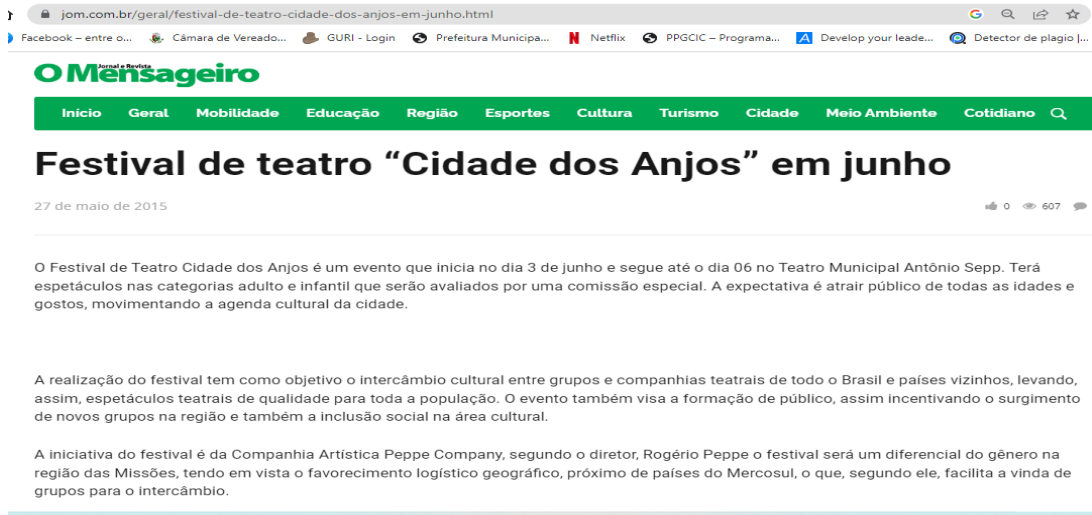 jom.com.br/geral/festival-de-teatro-cidade-dos-anjos-em-junho.html
Facebook – entre o... Câmara de Vereado... GURI - Login Prefeitura Municipa... Netflix PPGCIC – Programa... Develop your leade... Detector de plagio |...
Jornal e Revista
O Mensageiro
Início Geral Mobilidade Educação Região Esportes Cultura Turismo Cidade Meio Ambiente Cotidiano
Festival de teatro “Cidade dos Anjos” em junho
27 de maio de 2015 0 607
O Festival de Teatro Cidade dos Anjos é um evento que inicia no dia 3 de junho e segue até o dia 06 no Teatro Municipal Antônio Sepp. Terá
espetáculos nas categorias adulto e infantil que serão avaliados por uma comissão especial. A expectativa é atrair público de todas as idades e
gostos, movimentando a agenda cultural da cidade.
A realização do festival tem como objetivo o intercâmbio cultural entre grupos e companhias teatrais de todo o Brasil e países vizinhos, levando,
assim, espetáculos teatrais de qualidade para toda a população. O evento também visa a formação de público, assim incentivando o surgimento
de novos grupos na região e também a inclusão social na área cultural.
A iniciativa do festival é da Companhia Artística Peppe Company, segundo o diretor, Rogério Peppe o festival será um diferencial do gênero na
região das Missões, tendo em vista o favorecimento logístico geográfico, próximo de países do Mercosul, o que, segundo ele, facilita a vinda de
grupos para o intercâmbio.